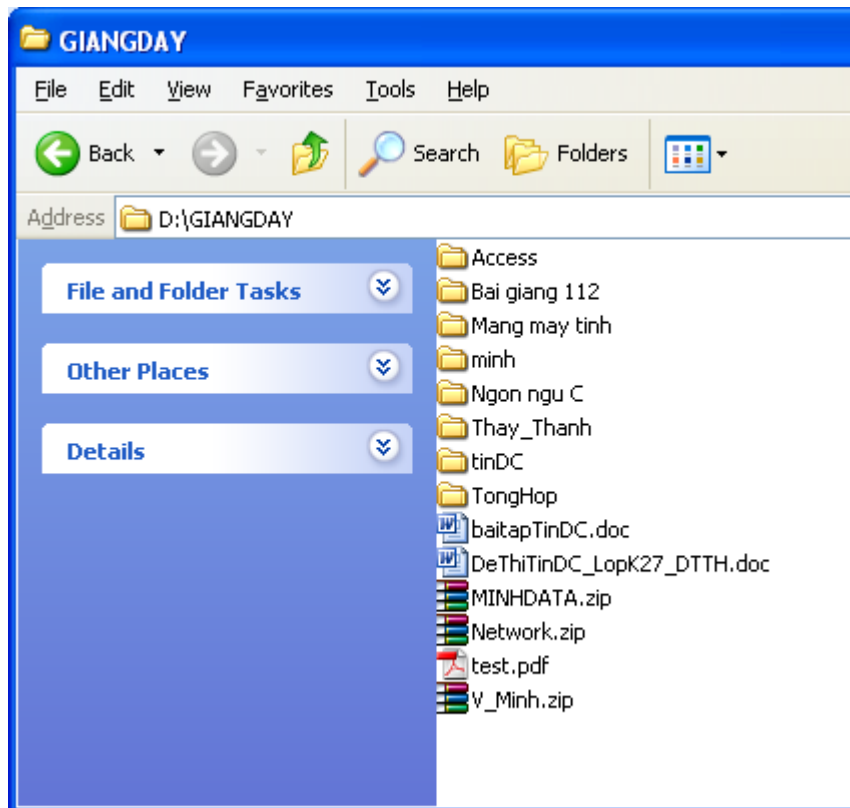 GIANGDAY
File Edit View Favorites Tools Help
Back Search Folders
Address D:\GIANGDAY
File and Folder Tasks
Other Places
Details
Access
Bai giang 112
Mang may tinh
minh
Ngon ngu C
Thay_Thanh
tinDC
TongHop
baitapTinDC.doc
DeThiTinDC_LopK27_DTTH.doc
MINHDATA.zip
Network.zip
test.pdf
V_Minh.zip